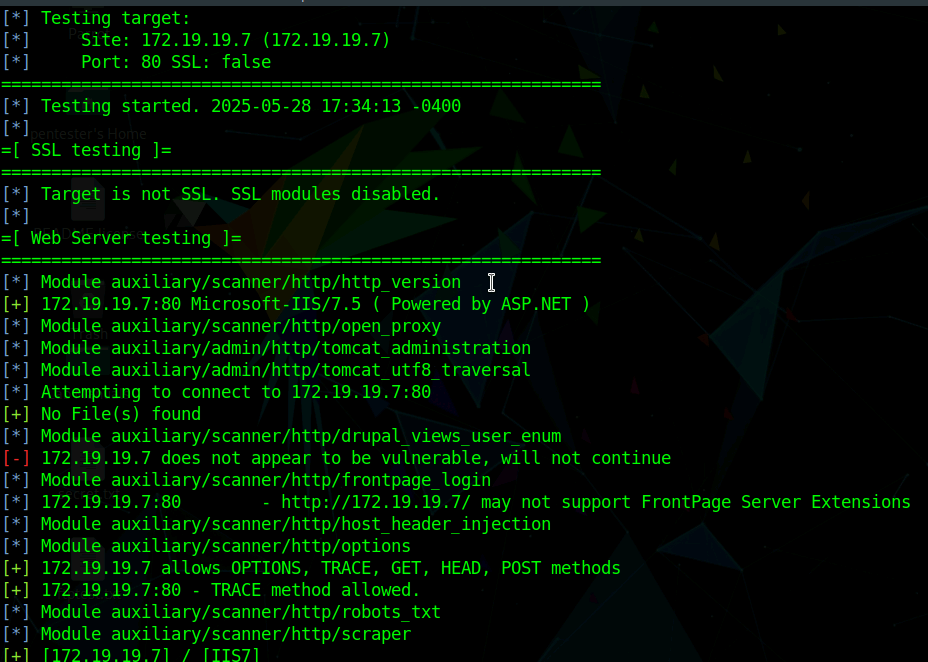 [*] Testing target:
[*]     Site: 172.19.19.7 (172.19.19.7)
[*]     Port: 80 SSL: false
============================================================
[*] Testing started. 2025-05-28 17:34:13 -0400
[*]
pentester's Home
=[ SSL testing ]=
============================================================
[*] Target is not SSL. SSL modules disabled.
[*]
=[ Web Server testing ]=
============================================================
[*] Module auxiliary/scanner/http/http_version
[+] 172.19.19.7:80 Microsoft-IIS/7.5 ( Powered by ASP.NET )
[*] Module auxiliary/scanner/http/open_proxy
[*] Module auxiliary/admin/http/tomcat_administration
[*] Module auxiliary/admin/http/tomcat_utf8_traversal
[*] Attempting to connect to 172.19.19.7:80
[+] No File(s) found
[*] Module auxiliary/scanner/http/drupal_views_user_enum
[-] 172.19.19.7 does not appear to be vulnerable, will not continue
[*] Module auxiliary/scanner/http/frontpage_login
[*] 172.19.19.7:80        - http://172.19.19.7/ may not support FrontPage Server Extensions
[*] Module auxiliary/scanner/http/host_header_injection
[*] Module auxiliary/scanner/http/options
[+] 172.19.19.7 allows OPTIONS, TRACE, GET, HEAD, POST methods
[+] 172.19.19.7:80 - TRACE method allowed.
[*] Module auxiliary/scanner/http/robots_txt
[*] Module auxiliary/scanner/http/scraper
[+] [172.19.19.7] / [IIS7]